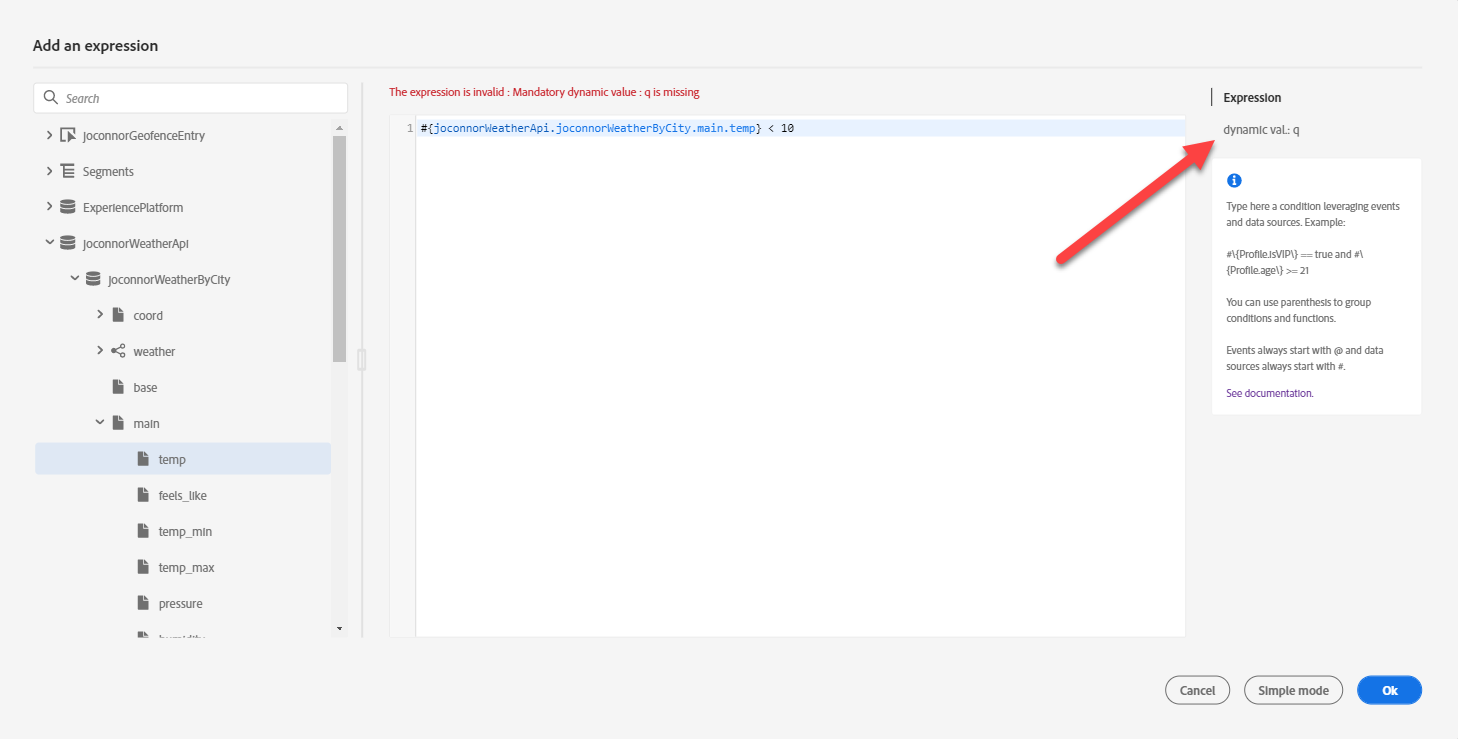 Add an expression
Search
joconnorGeofenceEntry
Segments
ExperiencePlatform
joconnorWeatherApi
joconnorWeatherByCity
coord
weather
base
main
temp
feels_like
temp_min
temp_max
pressure
humidity
The expression is invalid : Mandatory dynamic value : q is missing
1 #{joconnorWeatherApi.joconnorWeatherByCity.main.temp} < 10
Expression
dynamic val.: q
Type here a condition leveraging events
and data sources. Example:
#\{Profile.isVIP\} == true and #\
{Profile.age\} >= 21
You can use parenthesis to group
conditions and functions.
Events always start with @ and data
sources always start with #.
See documentation.
Cancel
Simple mode
Ok